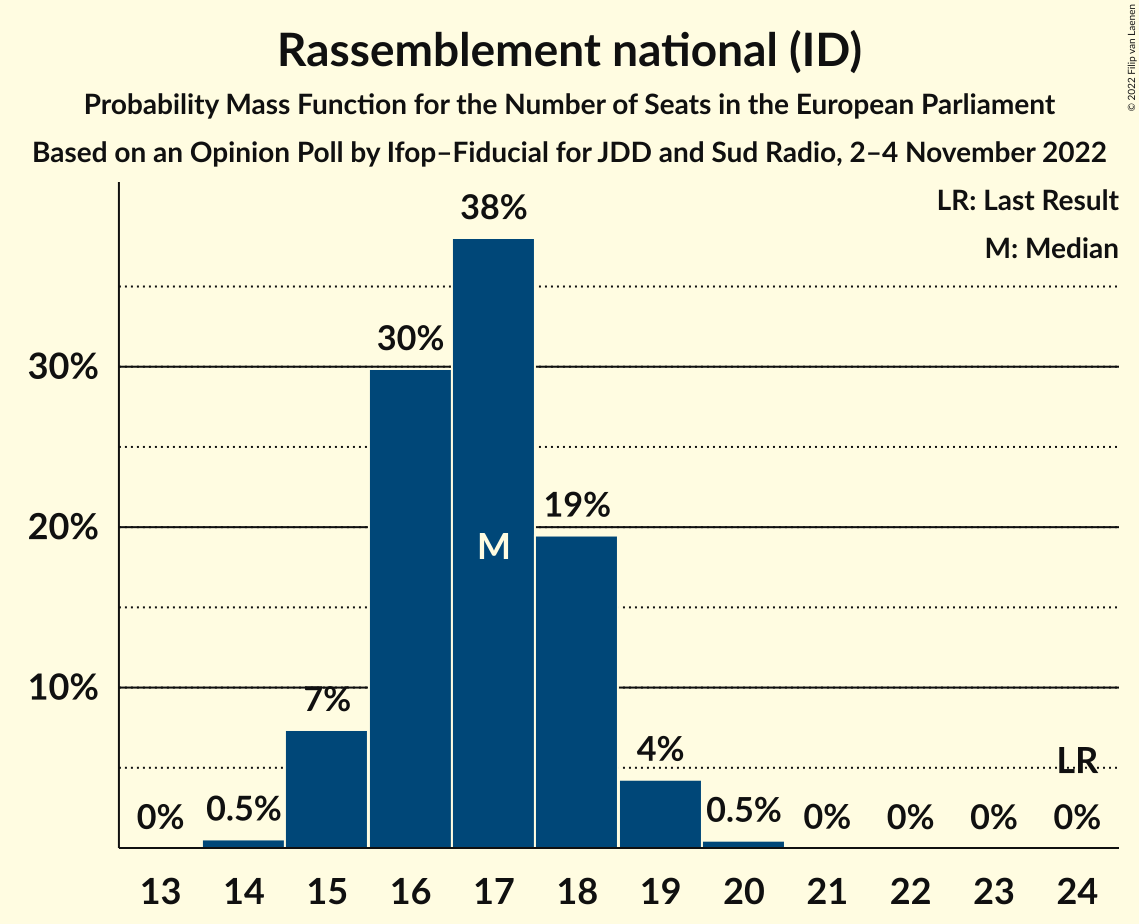 Rassemblement national (ID)
Probability Mass Function for the Number of Seats in the European Parliament
Based on an Opinion Poll by Ifop–Fiducial for JDD and Sud Radio, 2–4 November 2022
© 2022 Filip van Laenen
LR: Last Result
M: Median
38%
30%
30%
19%
20%
M
10%
7%
4%
LR
0%
0.5%
0.5%
0%
0%
0%
0%
13 14 15 16 17 18 19 20 21 22 23 24